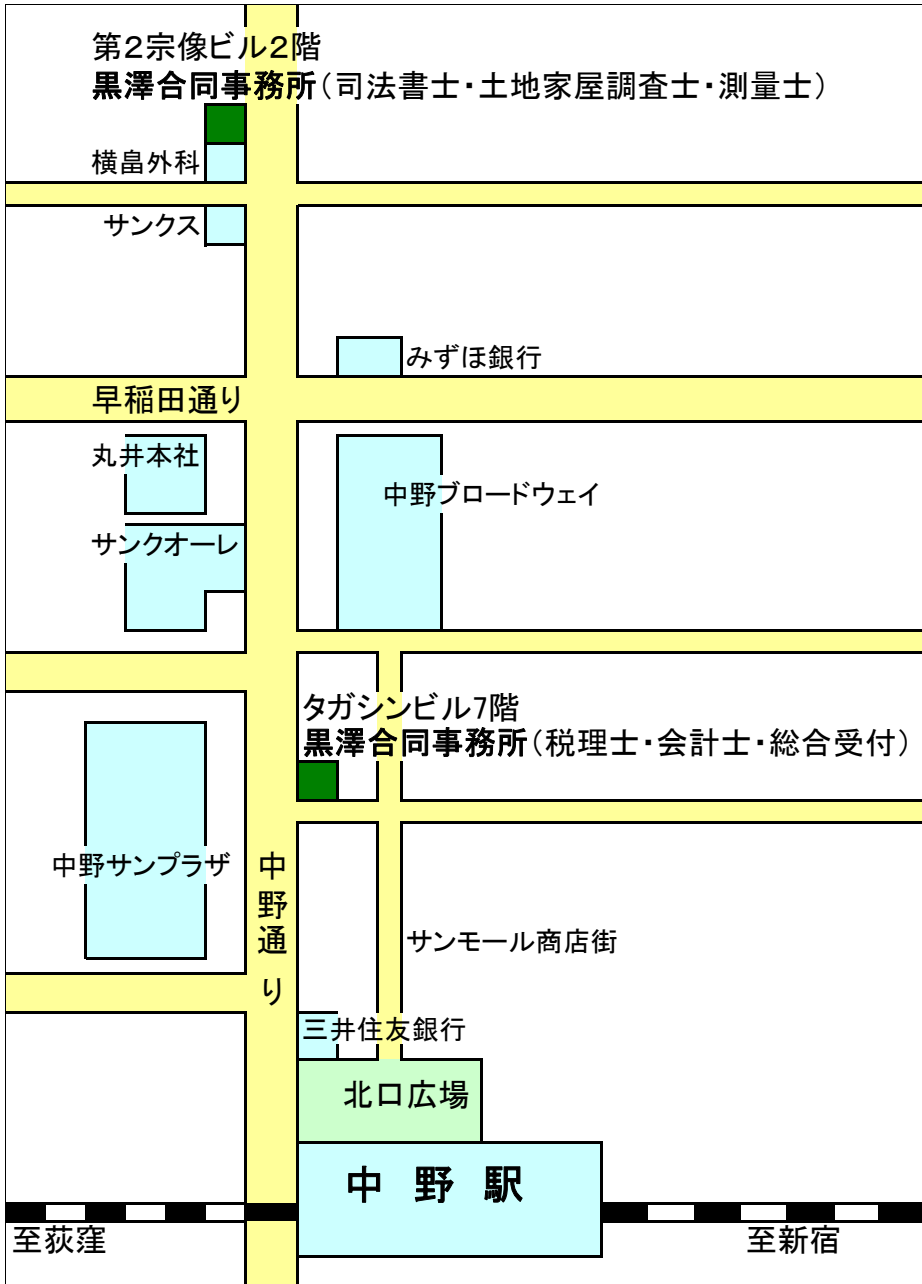 第2宗像ビル2階
黒澤合同事務所(司法書士・土地家屋調査士・測量士)
横畠外科
サンクス
みずほ銀行
早稲田通り
丸井本社
中野ブロードウェイ
サンクオーレ
タガシンビル7階
黒澤合同事務所(税理士・会計士・総合受付)
中野サンプラザ
中野通り
サンモール商店街
三井住友銀行
北口広場
中野駅
至荻窪
至新宿